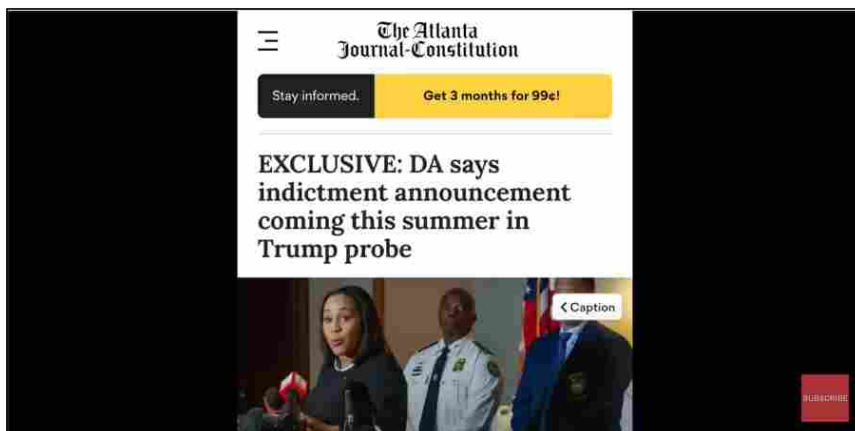 The Atlanta
Journal-Constitution
Stay informed.
Get 3 months for 99¢!
EXCLUSIVE: DA says
indictment announcement
coming this summer in
Trump probe
< Caption
SUBSCRIBE